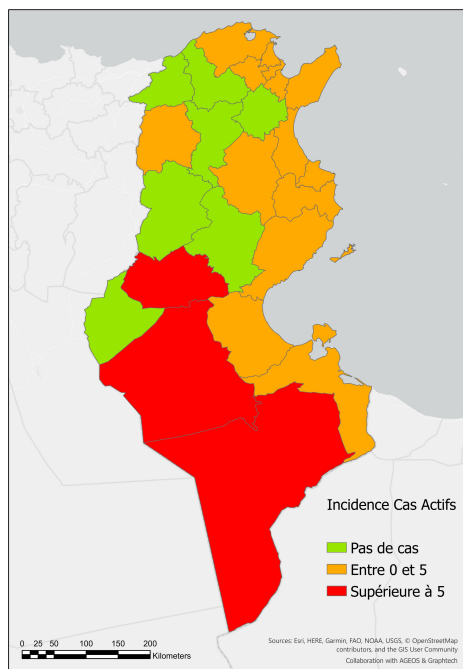 Incidence Cas Actifs
Pas de cas
Entre 0 et 5
Supérieure à 5
0 25 50 100 150 200
Kilometers
Sources: Esri, HERE, Garmin, FAO, NOAA, USGS, © OpenStreetMap
contributors, and the GIS User Community
Collaboration with AGEOS & Graphtech.